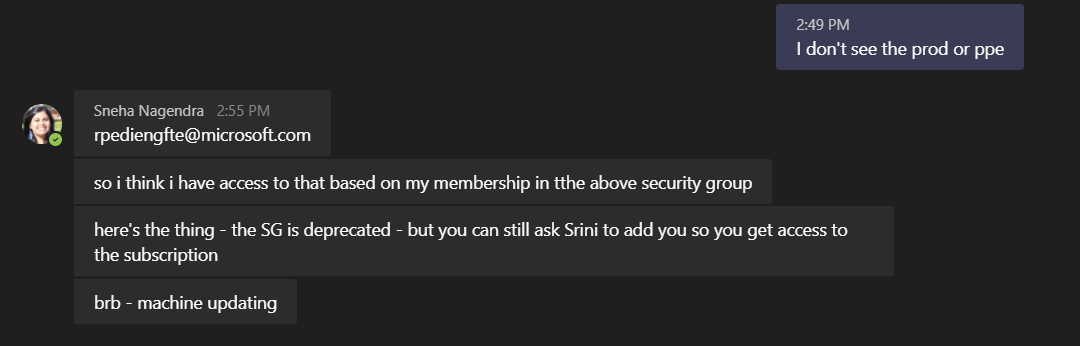 2:49 PM
I don't see the prod or ppe
Sneha Nagendra 2:55 PM
rpediengfte@microsoft.com
so i think i have access to that based on my membership in tthe above security group
here's the thing - the SG is deprecated - but you can still ask Srini to add you so you get access to
the subscription
brb - machine updating